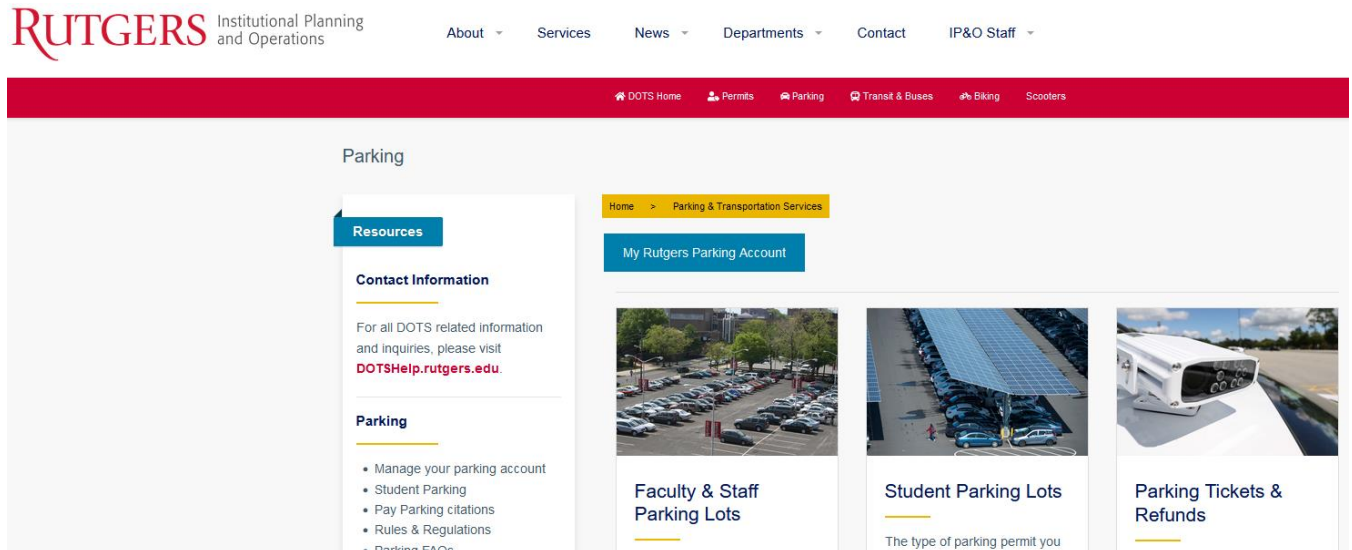 RUTGERS
Institutional Planning
and Operations
About
Services
News
Departments
Contact
IP&O Staff
DOTS Home
Permits
Parking
Transit & Buses
Biking
Scooters
Parking
Resources
Contact Information
For all DOTS related information
and inquiries, please visit
DOTSHelp.rutgers.edu.
Parking
• Manage your parking account
• Student Parking
• Pay Parking citations
• Rules & Regulations
• Parking FAQs
Home > Parking & Transportation Services
My Rutgers Parking Account
Faculty & Staff
Parking Lots
Student Parking Lots
The type of parking permit you
Parking Tickets &
Refunds